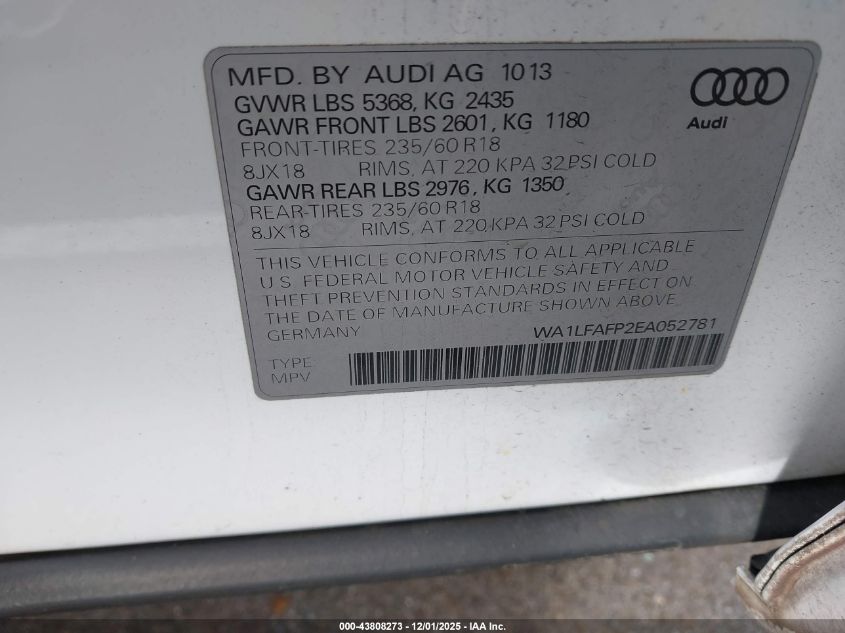 MFD. BY AUDI AG 1013
GVWR LBS 5368, KG 2435
GAWR FRONT LBS 2601, KG 1180
FRONT-TIRES 235/60 R18
8JX18 RIMS, AT 220 KPA 32 PSI COLD
GAWR REAR LBS 2976, KG 1350
REAR-TIRES 235/60 R18
8JX18 RIMS, AT 220 KPA 32 PSI COLD
Audi
THIS VEHICLE CONFORMS TO ALL APPLICABLE
U.S. FEDERAL MOTOR VEHICLE SAFETY AND
THEFT PREVENTION STANDARDS IN EFFECT ON
THE DATE OF MANUFACTURE SHOWN ABOVE.
GERMANY WA1LFAFP2EA052781
TYPE:
MPV
000-43808273 - 12/01/2025 - IAA Inc.